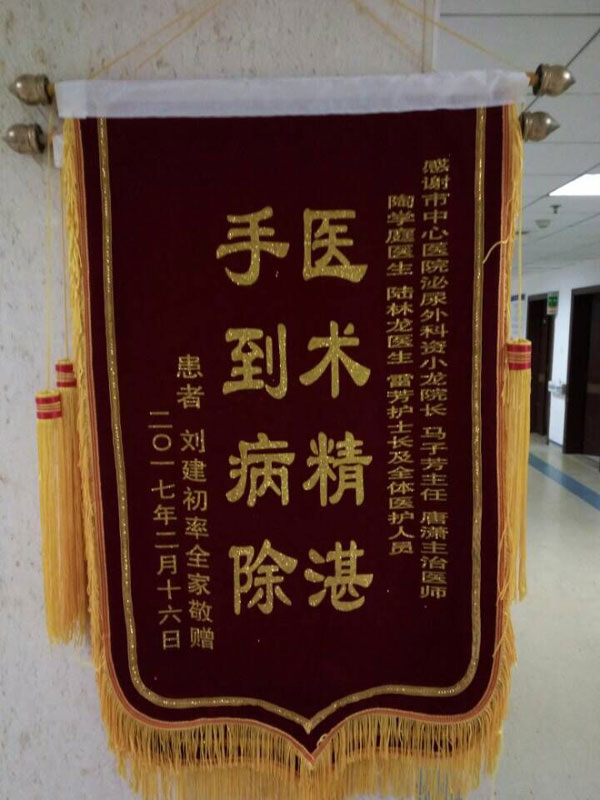 感谢市中心医院泌尿外科资小龙院长 马子芳主任 唐潇主治医师
陶学庭医生 陆林龙医生 雷芳护士长及全体医护人员
医术精湛
手到病除
患者 刘建初率全家敬赠
二〇一七年二月十六日